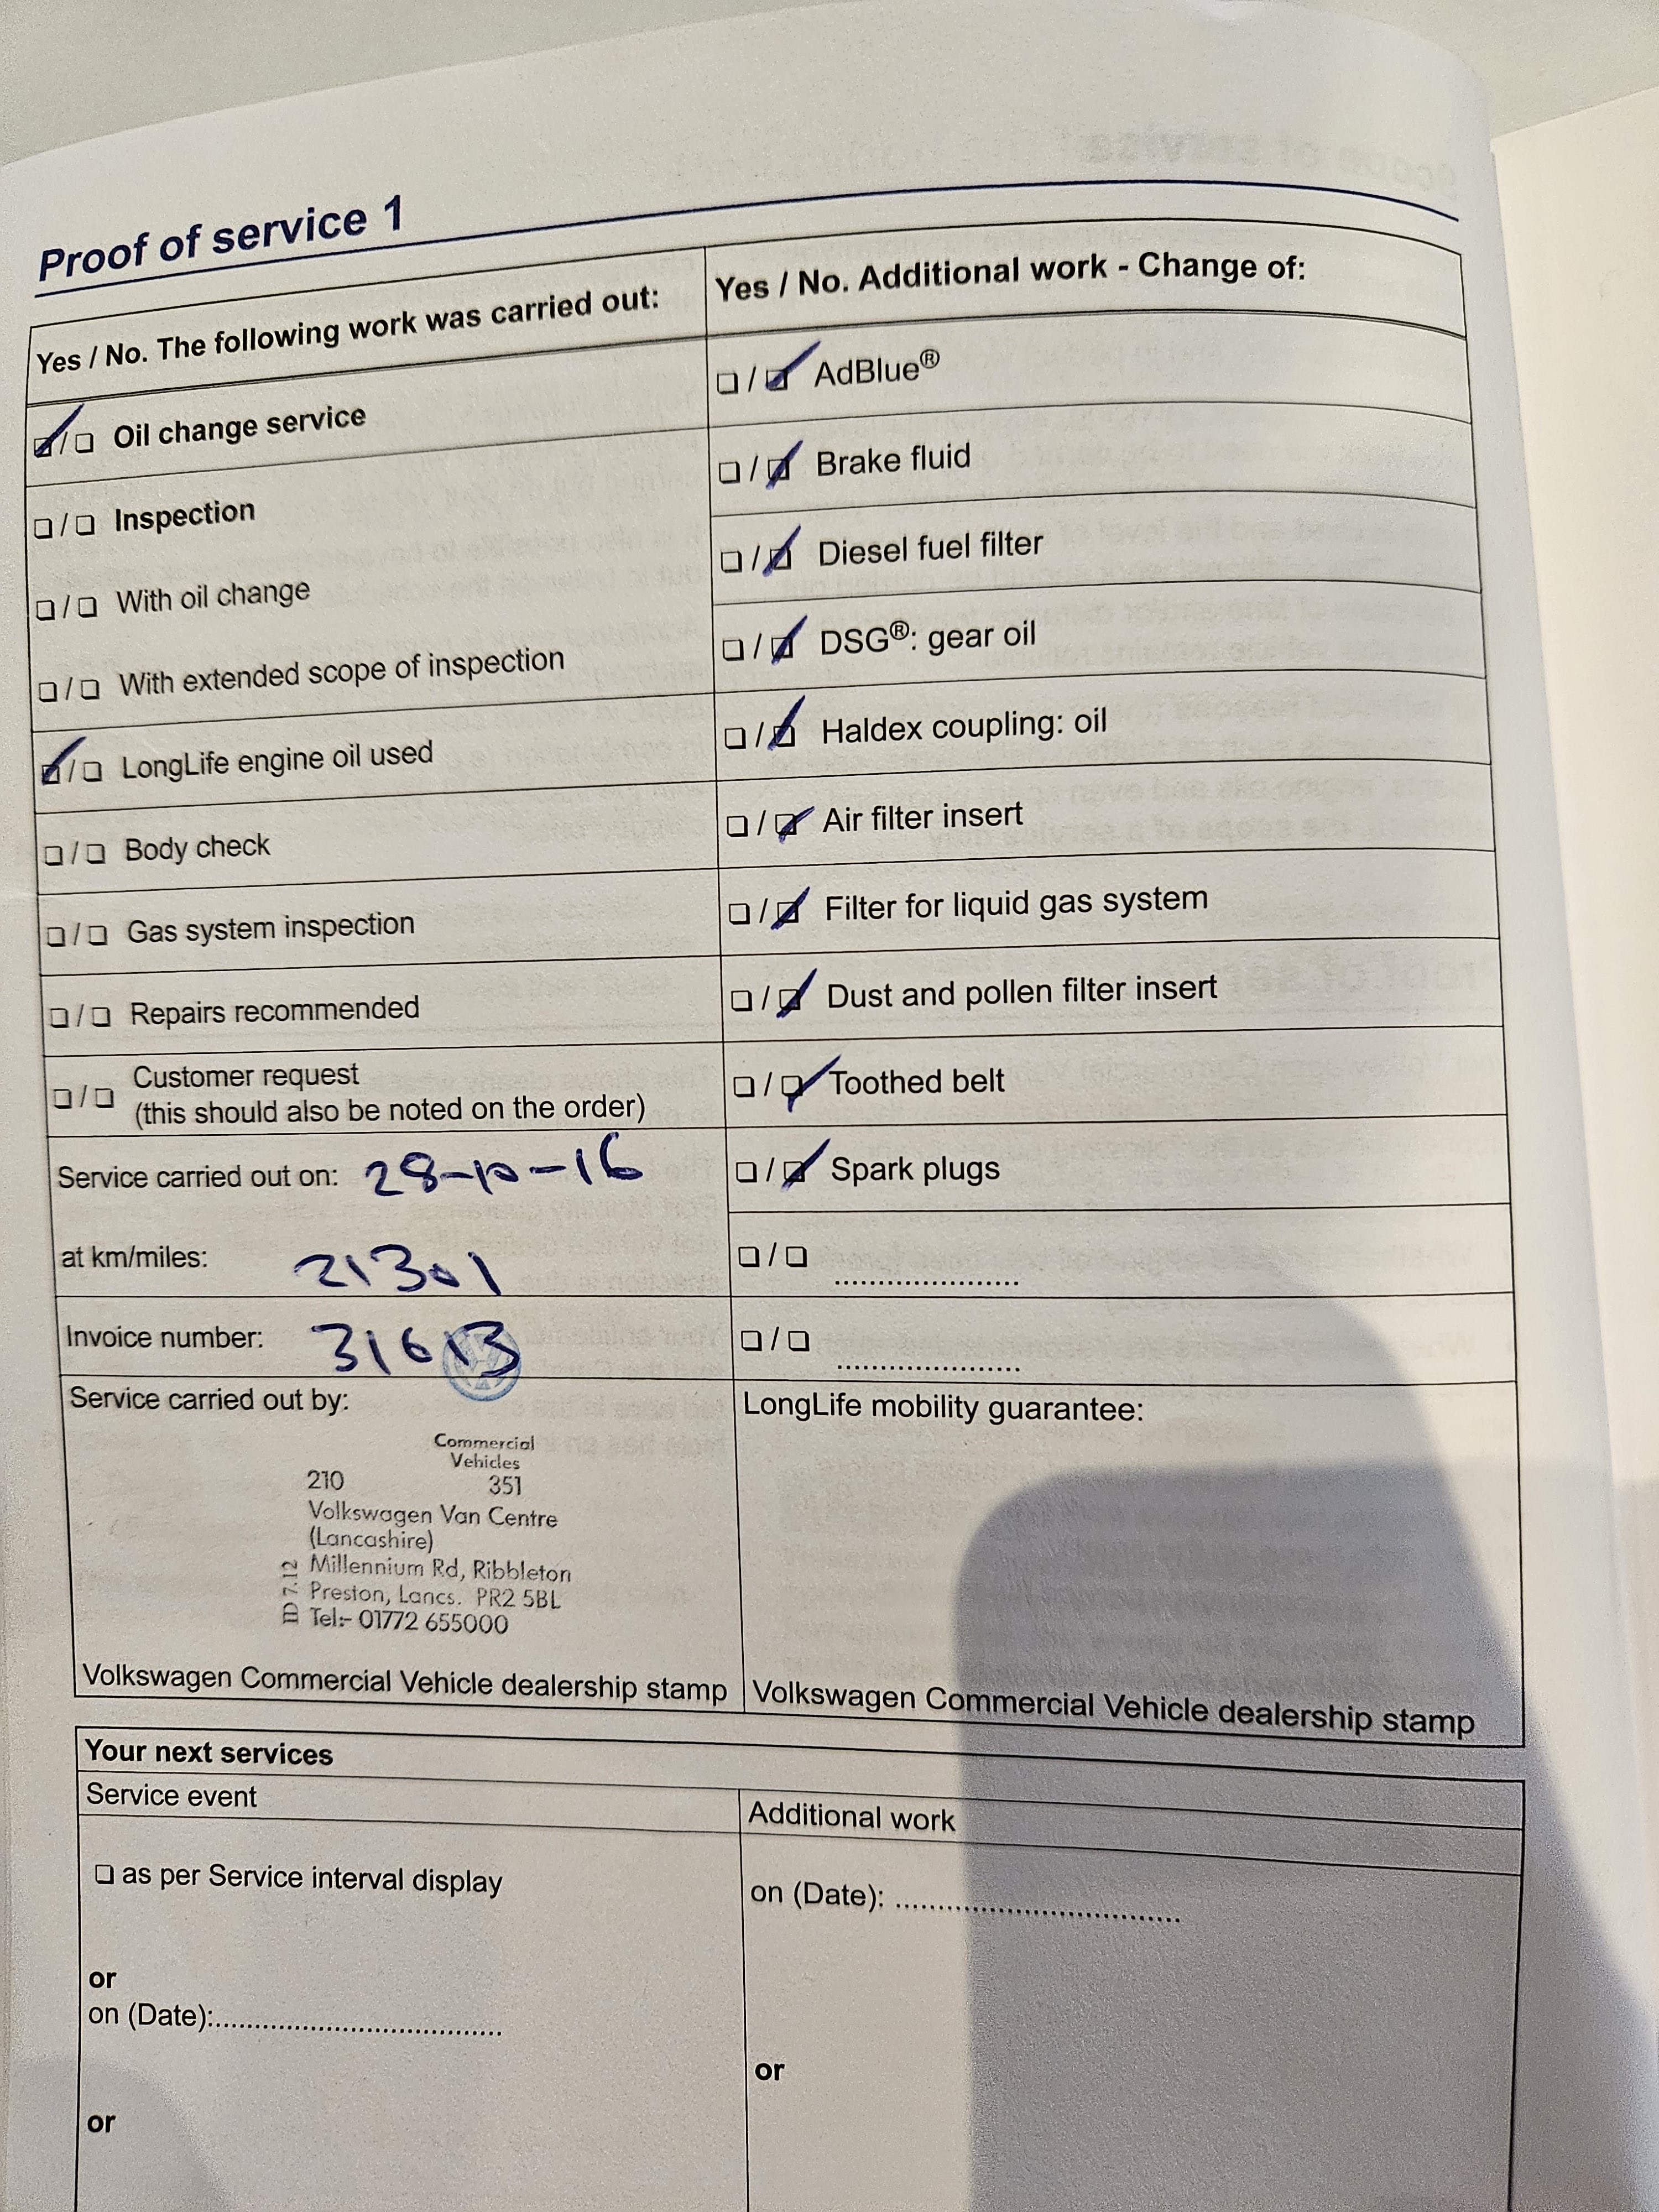 Proof of service 1
Yes / No. The following work was carried out:
❑ / ❑ Oil change service
❑ / ❑ Inspection
❑ / ❑ With oil change
❑ / ❑ With extended scope of inspection
❑ / ❑ LongLife engine oil used
❑ / ❑ Body check
❑ / ❑ Gas system inspection
❑ / ❑ Repairs recommended
❑ / ❑ Customer request
(this should also be noted on the order)
Service carried out on: 28-10-16
at km/miles: 21301
Invoice number: 31613
Service carried out by:
Commercial
Vehicles
210 351
Volkswagen Van Centre
(Lancashire)
Millennium Rd, Ribbleton
Preston, Lancs. PR2 5BL
Tel:- 01772 655000
ID 7.12
Volkswagen Commercial Vehicle dealership stamp
Yes / No. Additional work - Change of:
❑ / ❑ AdBlue®
❑ / ❑ Brake fluid
❑ / ❑ Diesel fuel filter
❑ / ❑ DSG®: gear oil
❑ / ❑ Haldex coupling: oil
❑ / ❑ Air filter insert
❑ / ❑ Filter for liquid gas system
❑ / ❑ Dust and pollen filter insert
❑ / ❑ Toothed belt
❑ / ❑ Spark plugs
❑ / ❑ ....................
❑ / ❑ ....................
LongLife mobility guarantee:
Volkswagen Commercial Vehicle dealership stamp
Your next services
Service event
❑ as per Service interval display
or
on (Date):....................
or
Additional work
on (Date): ....................
or